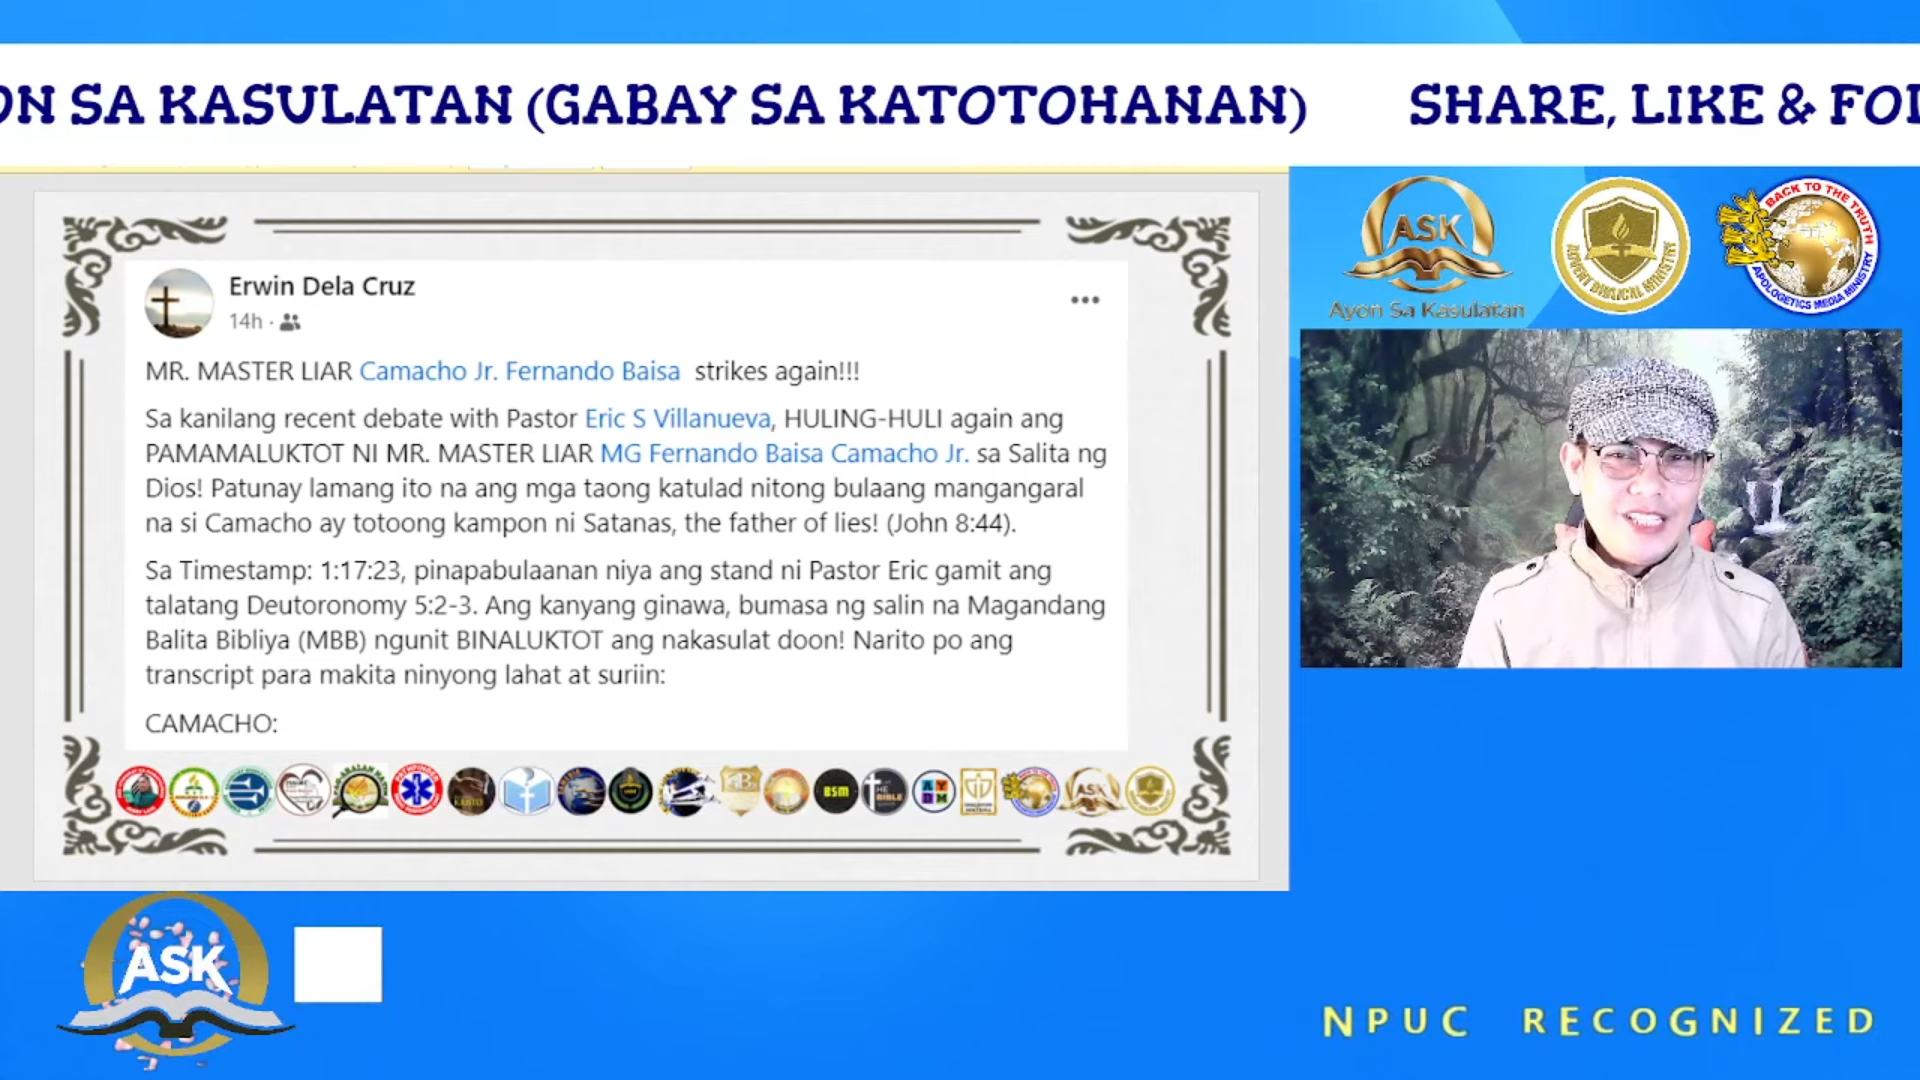 ON SA KASULATAN (GABAY SA KATOTOHANAN) SHARE, LIKE &
ASK
Ayon Sa Kasulatan
ADVENT BIBLICAL MINISTRY
BACK TO THE TRUTH
APOLOGETICS MEDIA MINISTRY
Erwin Dela Cruz
14h ·
MR. MASTER LIAR Camacho Jr. Fernando Baisa strikes again!!!
Sa kanilang recent debate with Pastor Eric S Villanueva, HULING-HULI again ang
PAMAMALUKTOT NI MR. MASTER LIAR MG Fernando Baisa Camacho Jr. sa Salita ng
Dios! Patunay lamang ito na ang mga taong katulad nitong bulaang mangangaral
na si Camacho ay totoong kampon ni Satanas, the father of lies! (John 8:44).
Sa Timestamp: 1:17:23, pinapabulaanan niya ang stand ni Pastor Eric gamit ang
talatang Deutoronomy 5:2-3. Ang kanyang ginawa, bumasa ng salin na Magandang
Balita Bibliya (MBB) ngunit BINALUKTOT ang nakasulat doon! Narito po ang
transcript para makita ninyong lahat at suriin:
CAMACHO:
BSM
AY
DM
ASK
NPUC RECOGNIZED